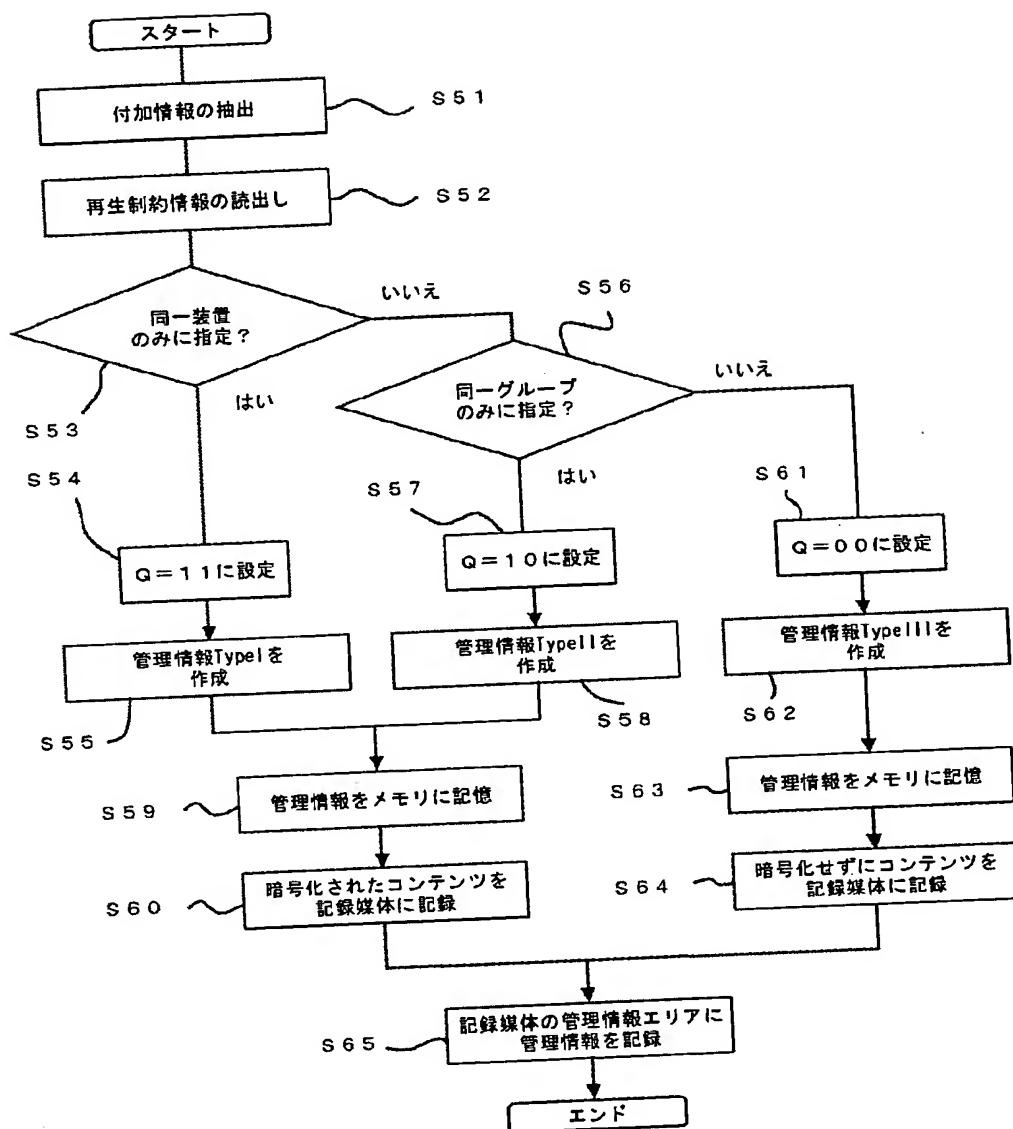 スタート
付加情報の抽出
S51
再生制約情報の読出し
S52
同一装置
のみに指定?
いいえ
S56
はい
S53
同一グループ
のみに指定?
いいえ
はい
S54
S57
S61
Q=11に設定
Q=10に設定
Q=00に設定
管理情報TypeIを
作成
管理情報TypeIIを
作成
管理情報TypeIIIを
作成
S55
S58
S62
管理情報をメモリに記憶
S59
管理情報をメモリに記憶
S63
暗号化されたコンテンツを
記録媒体に記録
S60
暗号化せずにコンテンツを
記録媒体に記録
S64
記録媒体の管理情報エリアに
管理情報を記録
S65
エンド